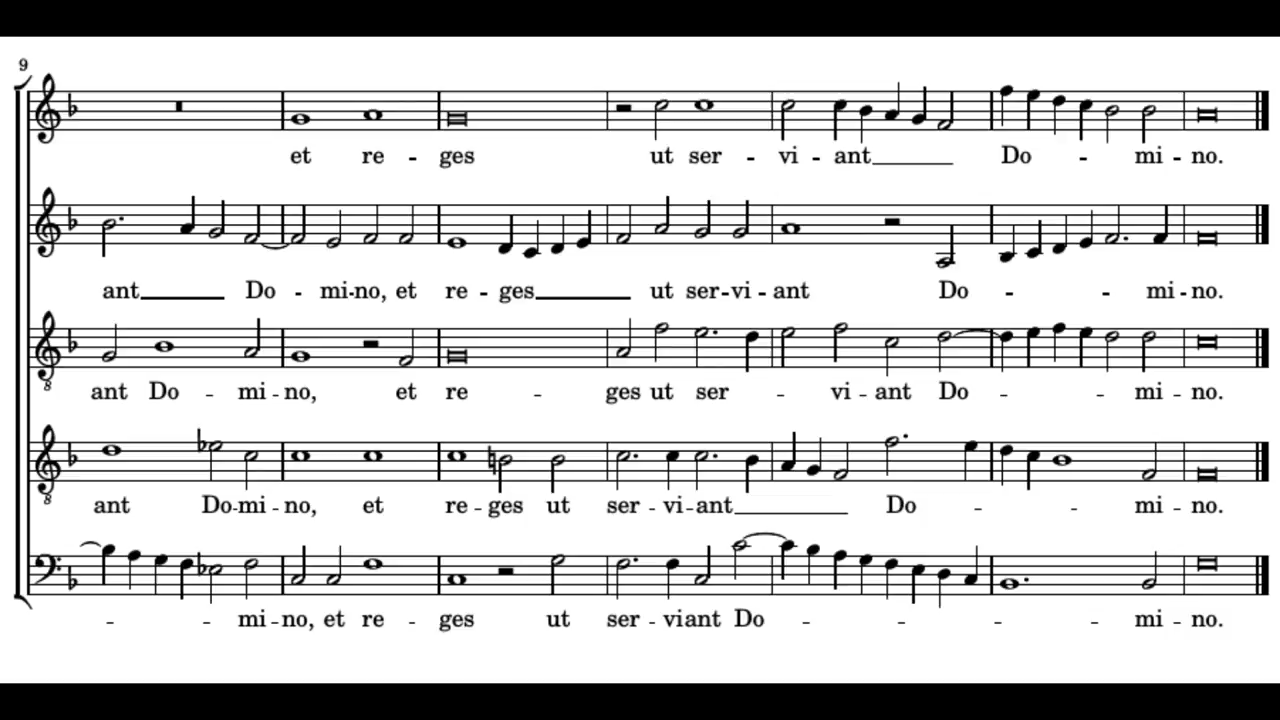 9
et re - ges ut ser - vi - ant Do - mi - no.
ant Do - mi - no, et re - ges ut ser - vi - ant Do - - - mi - no.
ant Do - mi - no, et re - ges ut ser - vi - ant Do - - - mi - no.
8
ant Do - mi - no, et re - ges ut ser - vi - ant Do - - mi - no.
8
- - mi - no, et re - ges ut ser - viant Do - - - - mi - no.